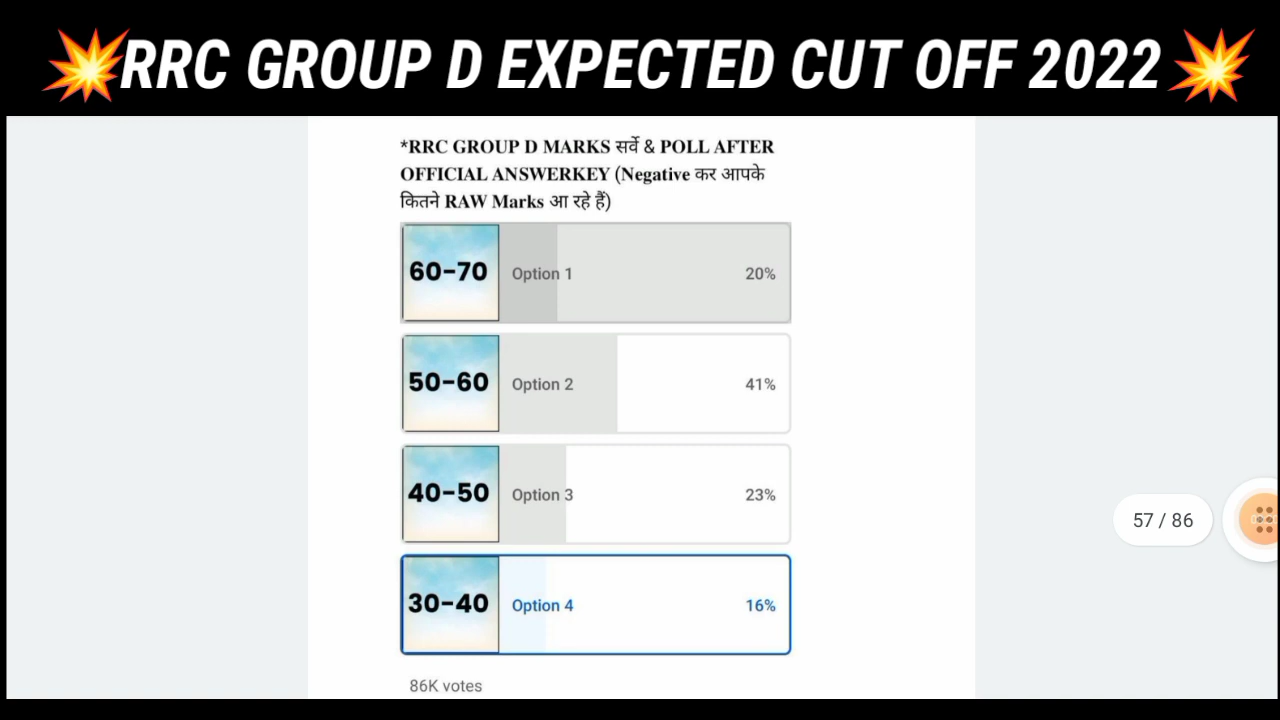 RRC GROUP D EXPECTED CUT OFF 2022
*RRC GROUP D MARKS सर्वे & POLL AFTER
OFFICIAL ANSWERKEY (Negative कर आपके
कितने RAW Marks आ रहे हैं)
60-70 Option 1 20%
50-60 Option 2 41%
40-50 Option 3 23%
30-40 Option 4 16%
57 / 86
86K votes